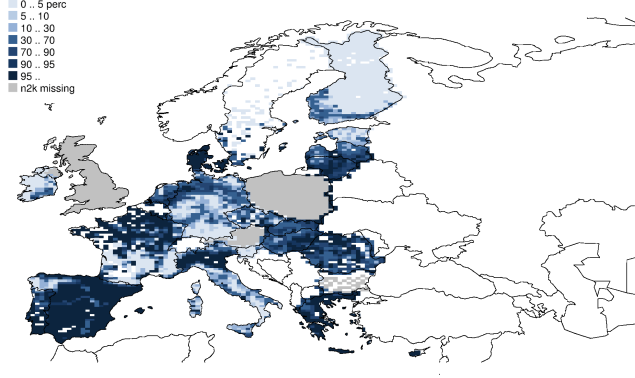 0 .. 5 perc
5 .. 10
10 .. 30
30 .. 70
70 .. 90
90 .. 95
95 ..
n2k missing